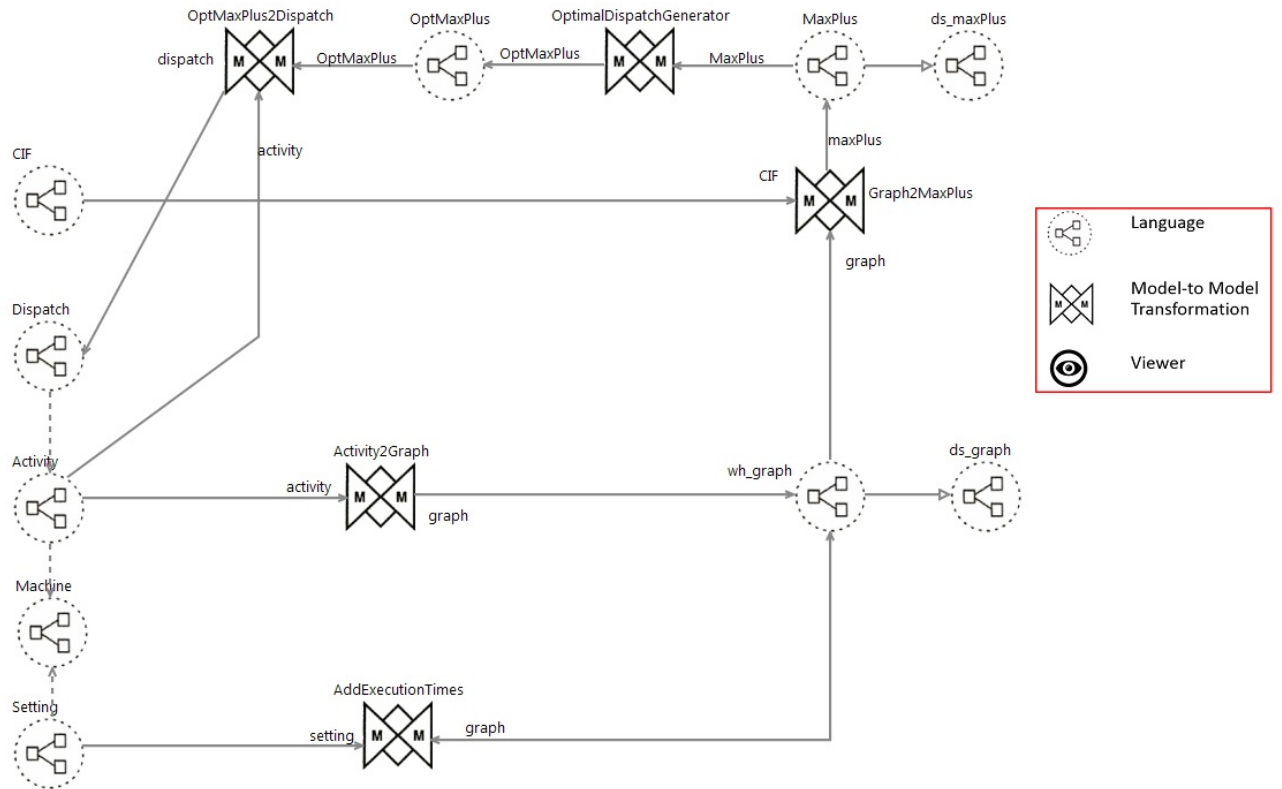 OptMaxPlus2Dispatch
OptMaxPlus
OptimalDispatchGenerator
MaxPlus
ds_maxPlus
dispatch
M M
OptMaxPlus
OptMaxPlus
M M
MaxPlus
activity
maxPlus
CIF
CIF
M M
Graph2MaxPlus
Language
graph
Model-to Model
Transformation
M M
Dispatch
Viewer
Activity
Activity2Graph
wh_graph
ds_graph
activity
M M
graph
Machine
AddExecutionTimes
Setting
setting
M M
graph